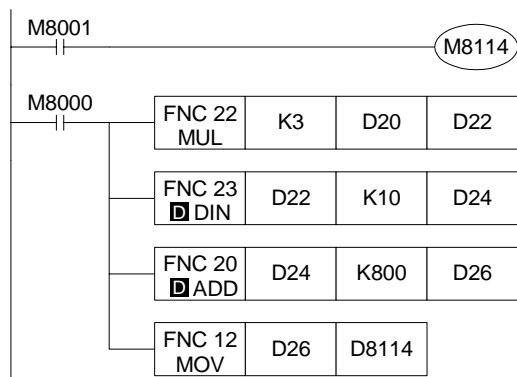 M8001
M8114
M8000
FNC 22
MUL
K3
D20
D22
FNC 23
D DIN
D22
K10
D24
FNC 20
D ADD
D24
K800
D26
FNC 12
MOV
D26
D8114